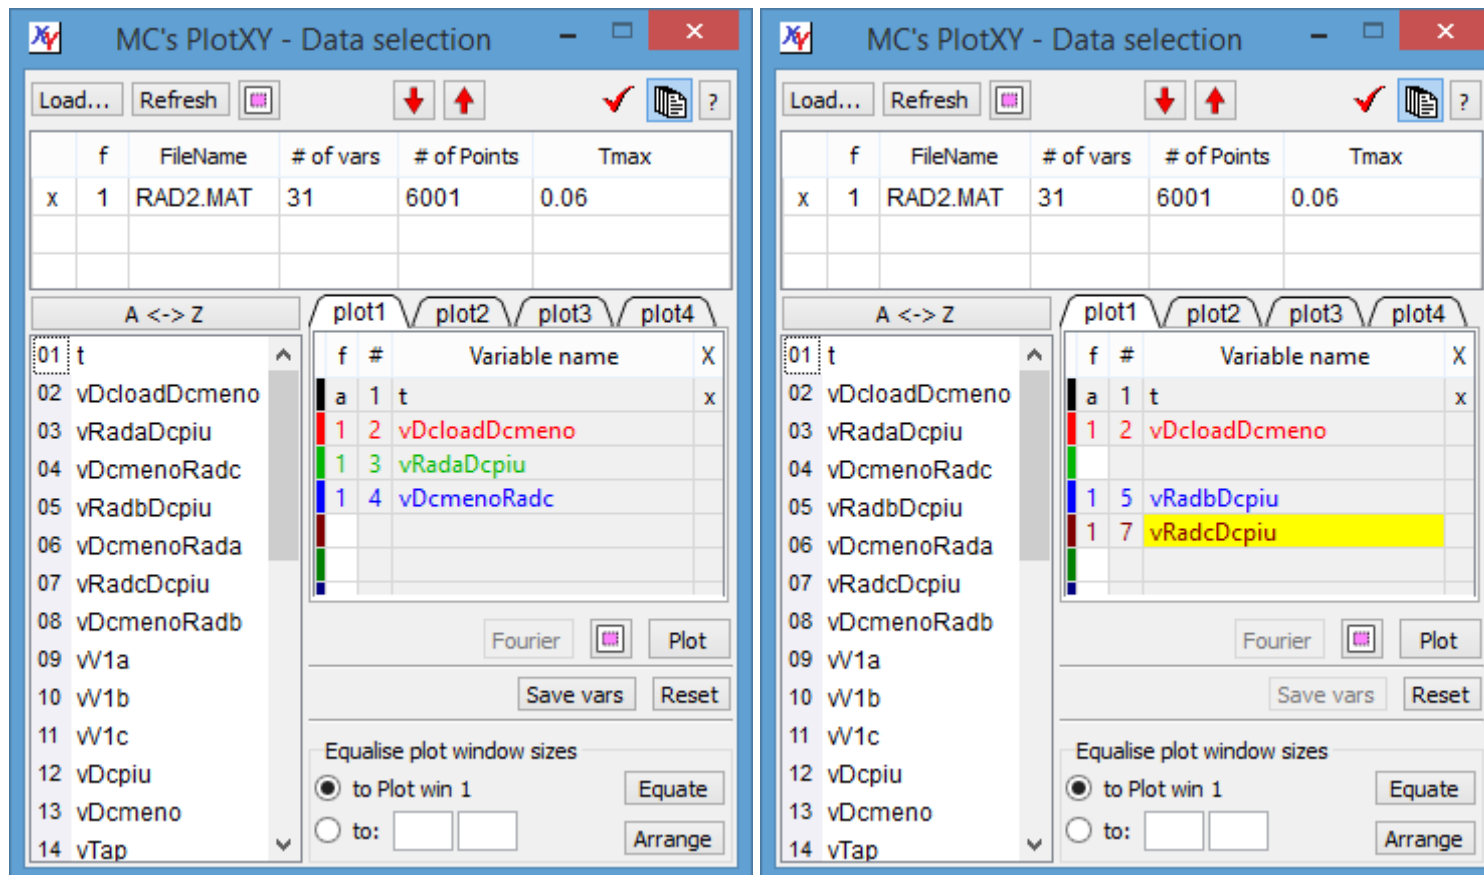 MC's PlotXY - Data selection
Load... Refresh ?
f FileName # of vars # of Points Tmax
x 1 RAD2.MAT 31 6001 0.06
A <-> Z
01 t
02 vDcloadDcmeno
03 vRadaDcpiu
04 vDcmenoRadc
05 vRadbDcpiu
06 vDcmenoRada
07 vRadcDcpiu
08 vDcmenoRadb
09 vV1a
10 vV1b
11 vV1c
12 vDcpiu
13 vDcmeno
14 vTap
plot1 plot2 plot3 plot4
f # Variable name X
a 1 t x
1 2 vDcloadDcmeno
1 3 vRadaDcpiu
1 4 vDcmenoRadc
Fourier Plot
Save vars Reset
Equalise plot window sizes
to Plot win 1 Equate
to: Arrange
MC's PlotXY - Data selection
Load... Refresh ?
f FileName # of vars # of Points Tmax
x 1 RAD2.MAT 31 6001 0.06
A <-> Z
01 t
02 vDcloadDcmeno
03 vRadaDcpiu
04 vDcmenoRadc
05 vRadbDcpiu
06 vDcmenoRada
07 vRadcDcpiu
08 vDcmenoRadb
09 vV1a
10 vV1b
11 vV1c
12 vDcpiu
13 vDcmeno
14 vTap
plot1 plot2 plot3 plot4
f # Variable name X
a 1 t x
1 2 vDcloadDcmeno
1 5 vRadbDcpiu
1 7 vRadcDcpiu
Fourier Plot
Save vars Reset
Equalise plot window sizes
to Plot win 1 Equate
to: Arrange